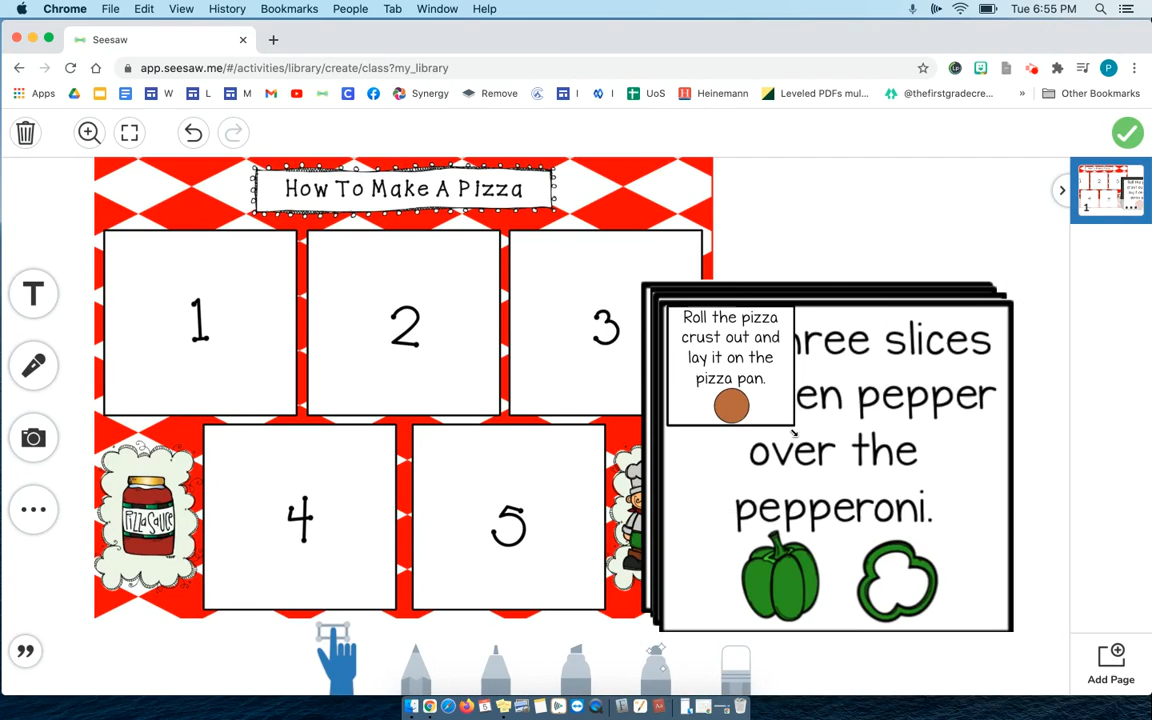 Chrome File Edit View History Bookmarks People Tab Window Help Tue 6:55 PM
Seesaw
app.seesaw.me/#/activities/library/create/class?my_library P
Apps W L M Synergy Remove I I UoS Heinemann Leveled PDFs mul... @thefirstgradecre... » Other Bookmarks
How To Make A Pizza
1
2
3
4
5
Pizza Sauce
Roll the pizza
crust out and
lay it on the
pizza pan.
hree slices
en pepper
over the
pepperoni.
T
1
Add Page